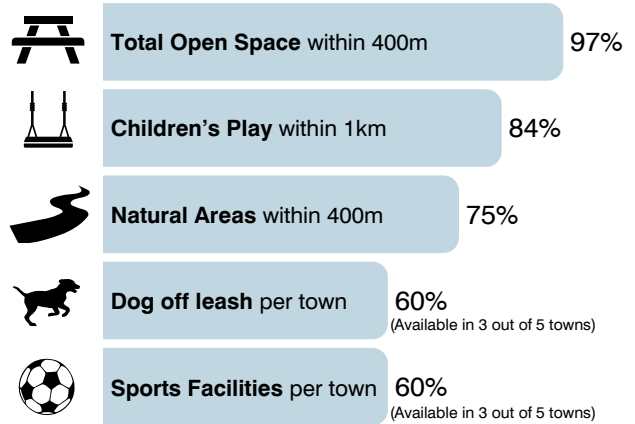 Total Open Space within 400m 97%
Children's Play within 1km 84%
Natural Areas within 400m 75%
Dog off leash per town 60%
(Available in 3 out of 5 towns)
Sports Facilities per town 60%
(Available in 3 out of 5 towns)